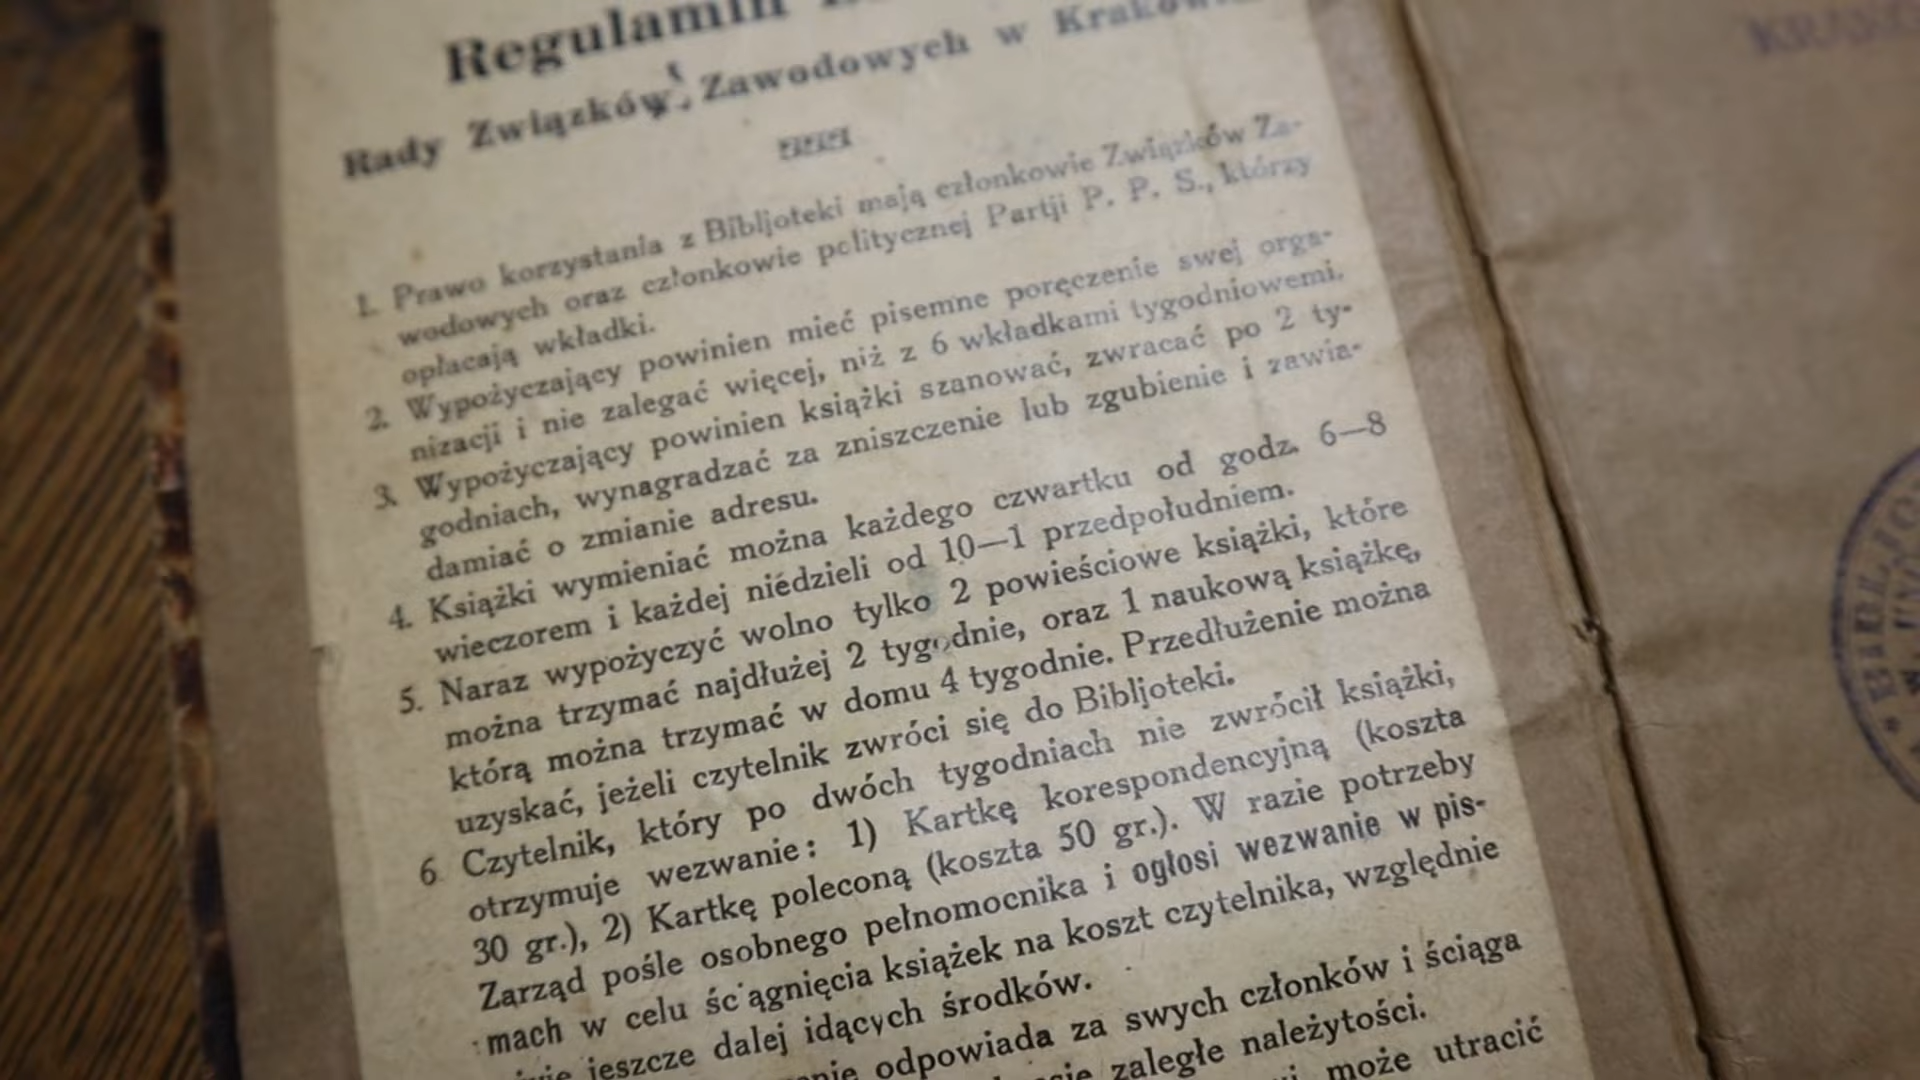 Regulamin
Rady Związków Zawodowych w Krakowie
1. Prawo korzystania z Bibljoteki mają członkowie Związków Za-
wodowych oraz członkowie politycznej Partji P. P. S., którzy
opłacają wkładki.
2. Wypożyczający powinien mieć pisemne poręczenie swej orga-
nizacji i nie zalegać więcej, niż z 6 wkładkami tygodniowemi.
3. Wypożyczający powinien książki szanować, zwracać po 2 ty-
godniach, wynagradzać za zniszczenie lub zgubienie i zawia-
damiać o zmianie adresu.
4. Książki wymieniać można każdego czwartku od godz. 6—8
wieczorem i każdej niedzieli od 10—1 przedpołudniem.
5. Naraz wypożyczyć wolno tylko 2 powieściowe książki, które
można trzymać najdłużej 2 tygodnie, oraz 1 naukową książkę,
którą można trzymać w domu 4 tygodnie. Przedłużenie można
uzyskać, jeżeli czytelnik zwróci się do Bibljoteki.
6 Czytelnik, który po dwóch tygodniach nie zwrócił książki,
otrzymuje wezwanie: 1) Kartkę korespondencyjną (koszta
30 gr.), 2) Kartkę poleconą (koszta 50 gr.). W razie potrzeby
Zarząd pośle osobnego pełnomocnika i ogłosi wezwanie w pis-
mach w celu ściągnięcia książek na koszt czytelnika, względnie
jeszcze dalej idących środków.
odpowiada za swych członków i ściąga
zaległe należytości.
może utracić